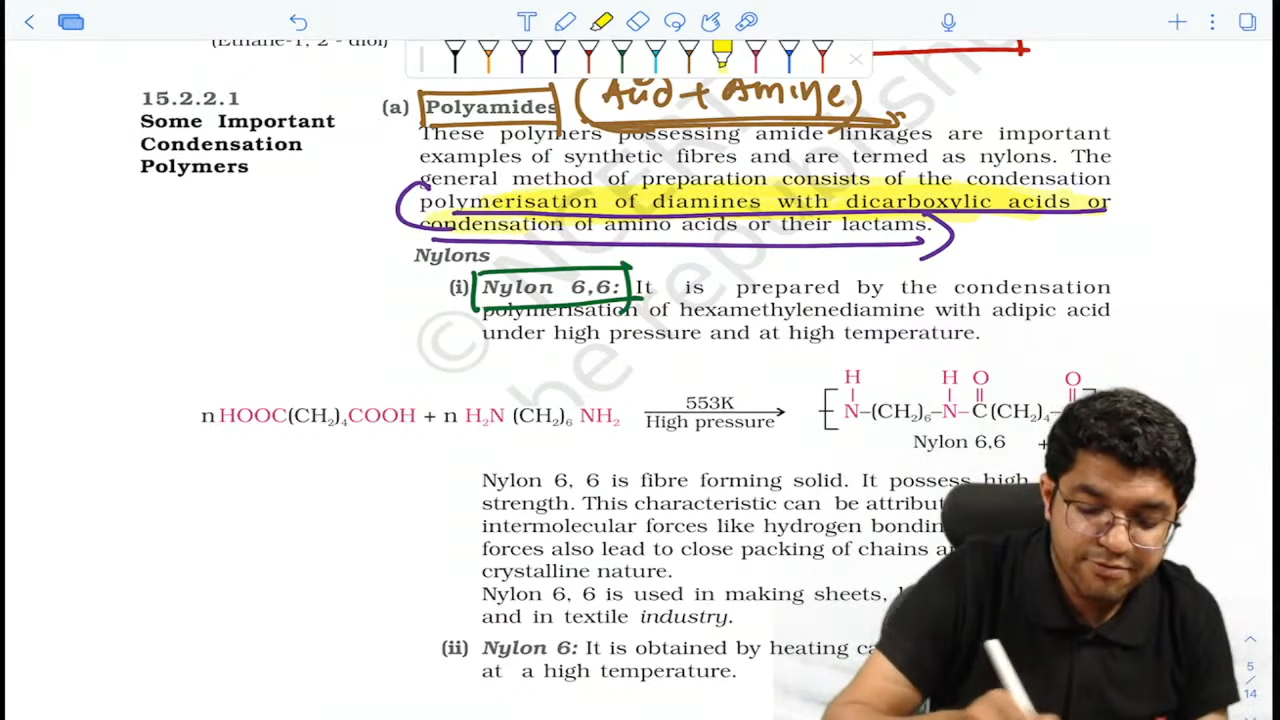 (Ethane-1, 2 - diol)
15.2.2.1
Some Important
Condensation
Polymers
(a) Polyamides (Acid + Amine)
These polymers possessing amide linkages are important
examples of synthetic fibres and are termed as nylons. The
general method of preparation consists of the condensation
polymerisation of diamines with dicarboxylic acids or
condensation of amino acids or their lactams.
Nylons
(i) Nylon 6,6: It is prepared by the condensation
polymerisation of hexamethylenediamine with adipic acid
under high pressure and at high temperature.
n HOOC(CH2)4COOH + n H2N (CH2)6 NH2 553K High pressure [ N–(CH2)6–N–C(CH2)4–
H H O O
Nylon 6,6 +
Nylon 6, 6 is fibre forming solid. It possess high
strength. This characteristic can be
intermolecular forces like hydrogen
forces also lead to close packing of chains
crystalline nature.
Nylon 6, 6 is used in making sheets,
and in textile industry.
(ii) Nylon 6: It is obtained by heating
at a high temperature.
© NCERT
be republished
5
/
14